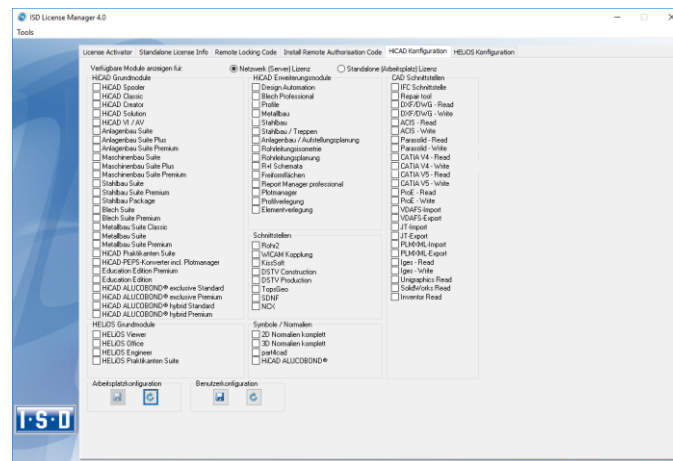 ISD License Manager 4.0
Tools
License Activator
Standalone License Info
Remote Locking Code
Install Remote Authorisation Code
HiCAD Konfiguration
HELiOS Konfiguration
Verfügbare Module anzeigen für:
Netzwerk (Server) Lizenz
Standalone (Arbeitsplatz) Lizenz
HiCAD Grundmodule
HiCAD Spooler
HiCAD Classic
HiCAD Creator
HiCAD Solution
HiCAD VI / AV
Anlagenbau Suite
Anlagenbau Suite Plus
Anlagenbau Suite Premium
Maschinenbau Suite
Maschinenbau Suite Plus
Maschinenbau Suite Premium
Stahlbau Suite
Stahlbau Suite Premium
Stahlbau Package
Blech Suite
Blech Suite Premium
Metallbau Suite Classic
Metallbau Suite
Metallbau Suite Premium
HiCAD Praktikanten Suite
HiCAD-PEPS-Konverter incl. Plotmanager
Education Edition Premium
Education Edition
HiCAD ALUCOBOND® exclusive Standard
HiCAD ALUCOBOND® exclusive Premium
HiCAD ALUCOBOND® hybrid Standard
HiCAD ALUCOBOND® hybrid Premium
HELiOS Grundmodule
HELiOS Viewer
HELiOS Office
HELiOS Engineer
HELiOS Praktikanten Suite
HiCAD Erweiterungsmodule
Design Automation
Blech Professional
Profile
Metallbau
Stahlbau
Stahlbau / Treppen
Anlagenbau / Aufstellungsplanung
Rohrleitungsisometrie
Rohrleitungsplanung
R+I Schemata
Freiformflächen
Report Manager professional
Plotmanager
Profilverlegung
Elementverlegung
Schnittstellen
Rohr2
WICAM Kopplung
KissSoft
DSTV Construction
DSTV Production
TopsGeo
SDNF
NCX
Symbole / Normalien
2D Normalien komplett
3D Normalien komplett
part4cad
HiCAD ALUCOBOND®
CAD Schnittstellen
IFC Schnittstelle
Repair tool
DXF/DWG - Read
DXF/DWG - Write
ACIS - Read
ACIS - Write
Parasolid - Read
Parasolid - Write
CATIA V4 - Read
CATIA V4 - Write
CATIA V5 - Read
CATIA V5 - Write
ProE - Read
ProE - Write
VDAFS-Import
VDAFS-Export
JT-Import
JT-Export
PLMXML-Import
PLMXML-Export
Iges - Read
Iges - Write
Unigraphics Read
SolidWorks Read
Inventor Read
Arbeitsplatzkonfiguration
Benutzerkonfiguration
I·S·D